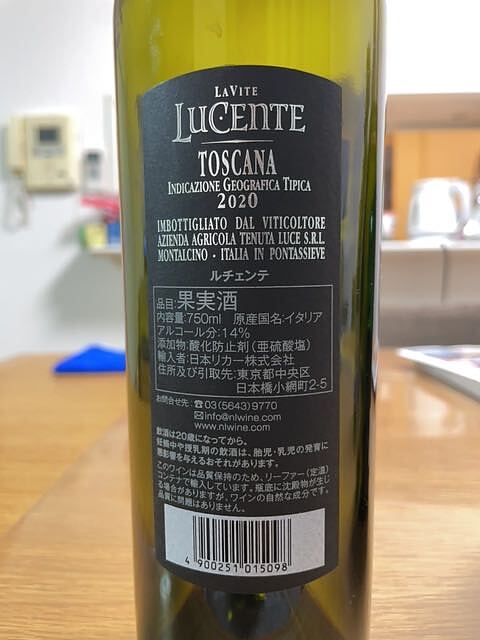 LAVITE
LUCENTE
TOSCANA
INDICAZIONE GEOGRAFICA TIPICA
2020
IMBOTTIGLIATO DAL VITICOLTORE
AZIENDA AGRICOLA TENUTA LUCE S.R.L.
MONTALCINO · ITALIA IN PONTASSIEVE
ルチェンテ
品目:果実酒
内容量:750ml 原産国名:イタリア
アルコール分:14%
添加物:酸化防止剤(亜硫酸塩)
輸入者:日本リカー株式会社
住所及び引取先:東京都中央区
日本橋小網町2-5
お問合せ先:☎03(5643)9770
✉info@nlwine.com
www.nlwine.com
飲酒は20歳になってから。
妊娠中や授乳期の飲酒は、胎児・乳児の発育に
悪影響を与えるおそれがあります。
このワインは品質保持のため、リーファー(定温)
コンテナで輸入しています。瓶底に沈殿物が生じ
る場合がありますが、ワインの自然な成分です。
品質に問題はありません。
4 900251 015098